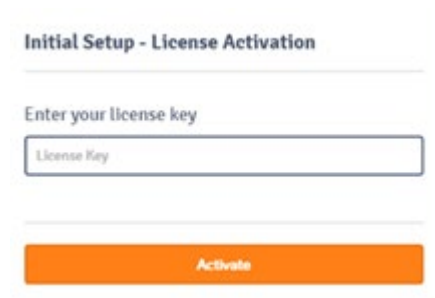 Initial Setup - License Activation
Enter your license key
License Key
Activate